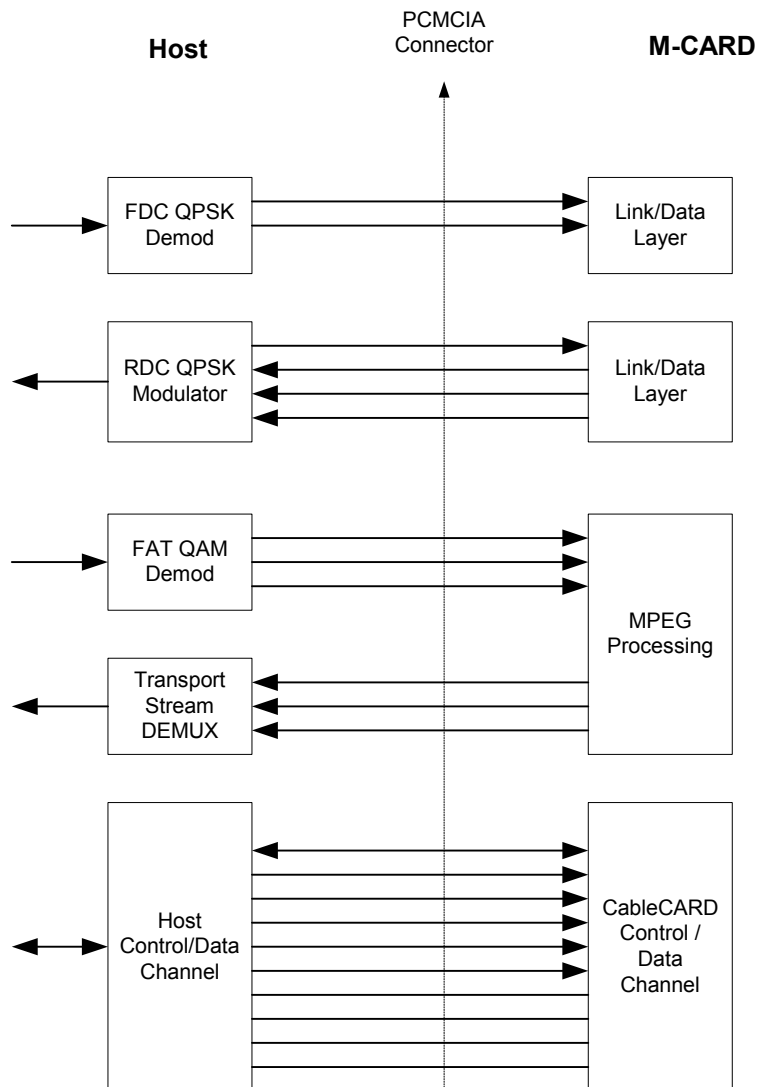 PCMCIA
Connector
Host
M-CARD
FDC QPSK
Demod
Link/Data
Layer
RDC QPSK
Modulator
Link/Data
Layer
FAT QAM
Demod
MPEG
Processing
Transport
Stream
DEMUX
Host
Control/Data
Channel
CableCARD
Control /
Data
Channel